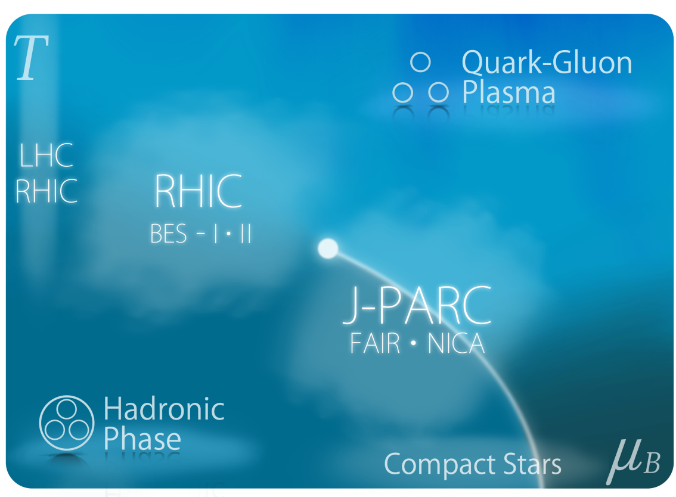 T
Quark-Gluon
Plasma
LHC
RHIC
RHIC
BES - I・II
J-PARC
FAIR・NICA
Hadronic
Phase
Compact Stars
μB